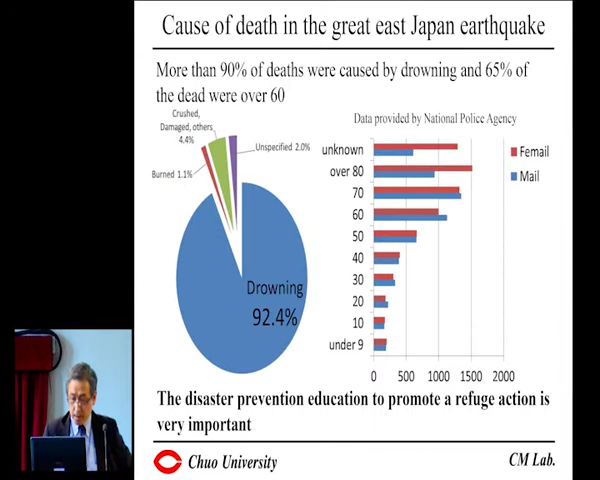 Cause of death in the great east Japan earthquake
More than 90% of deaths were caused by drowning and 65% of
the dead were over 60
Crushed,
Damaged, others
4.4%
Burned 1.1%
Unspecified 2.0%
Drowning
92.4%
Data provided by National Police Agency
unknown
over 80
70
60
50
40
30
20
10
under 9
0 500 1000 1500 2000
Femail
Mail
The disaster prevention education to promote a refuge action is
very important
Chuo University
CM Lab.